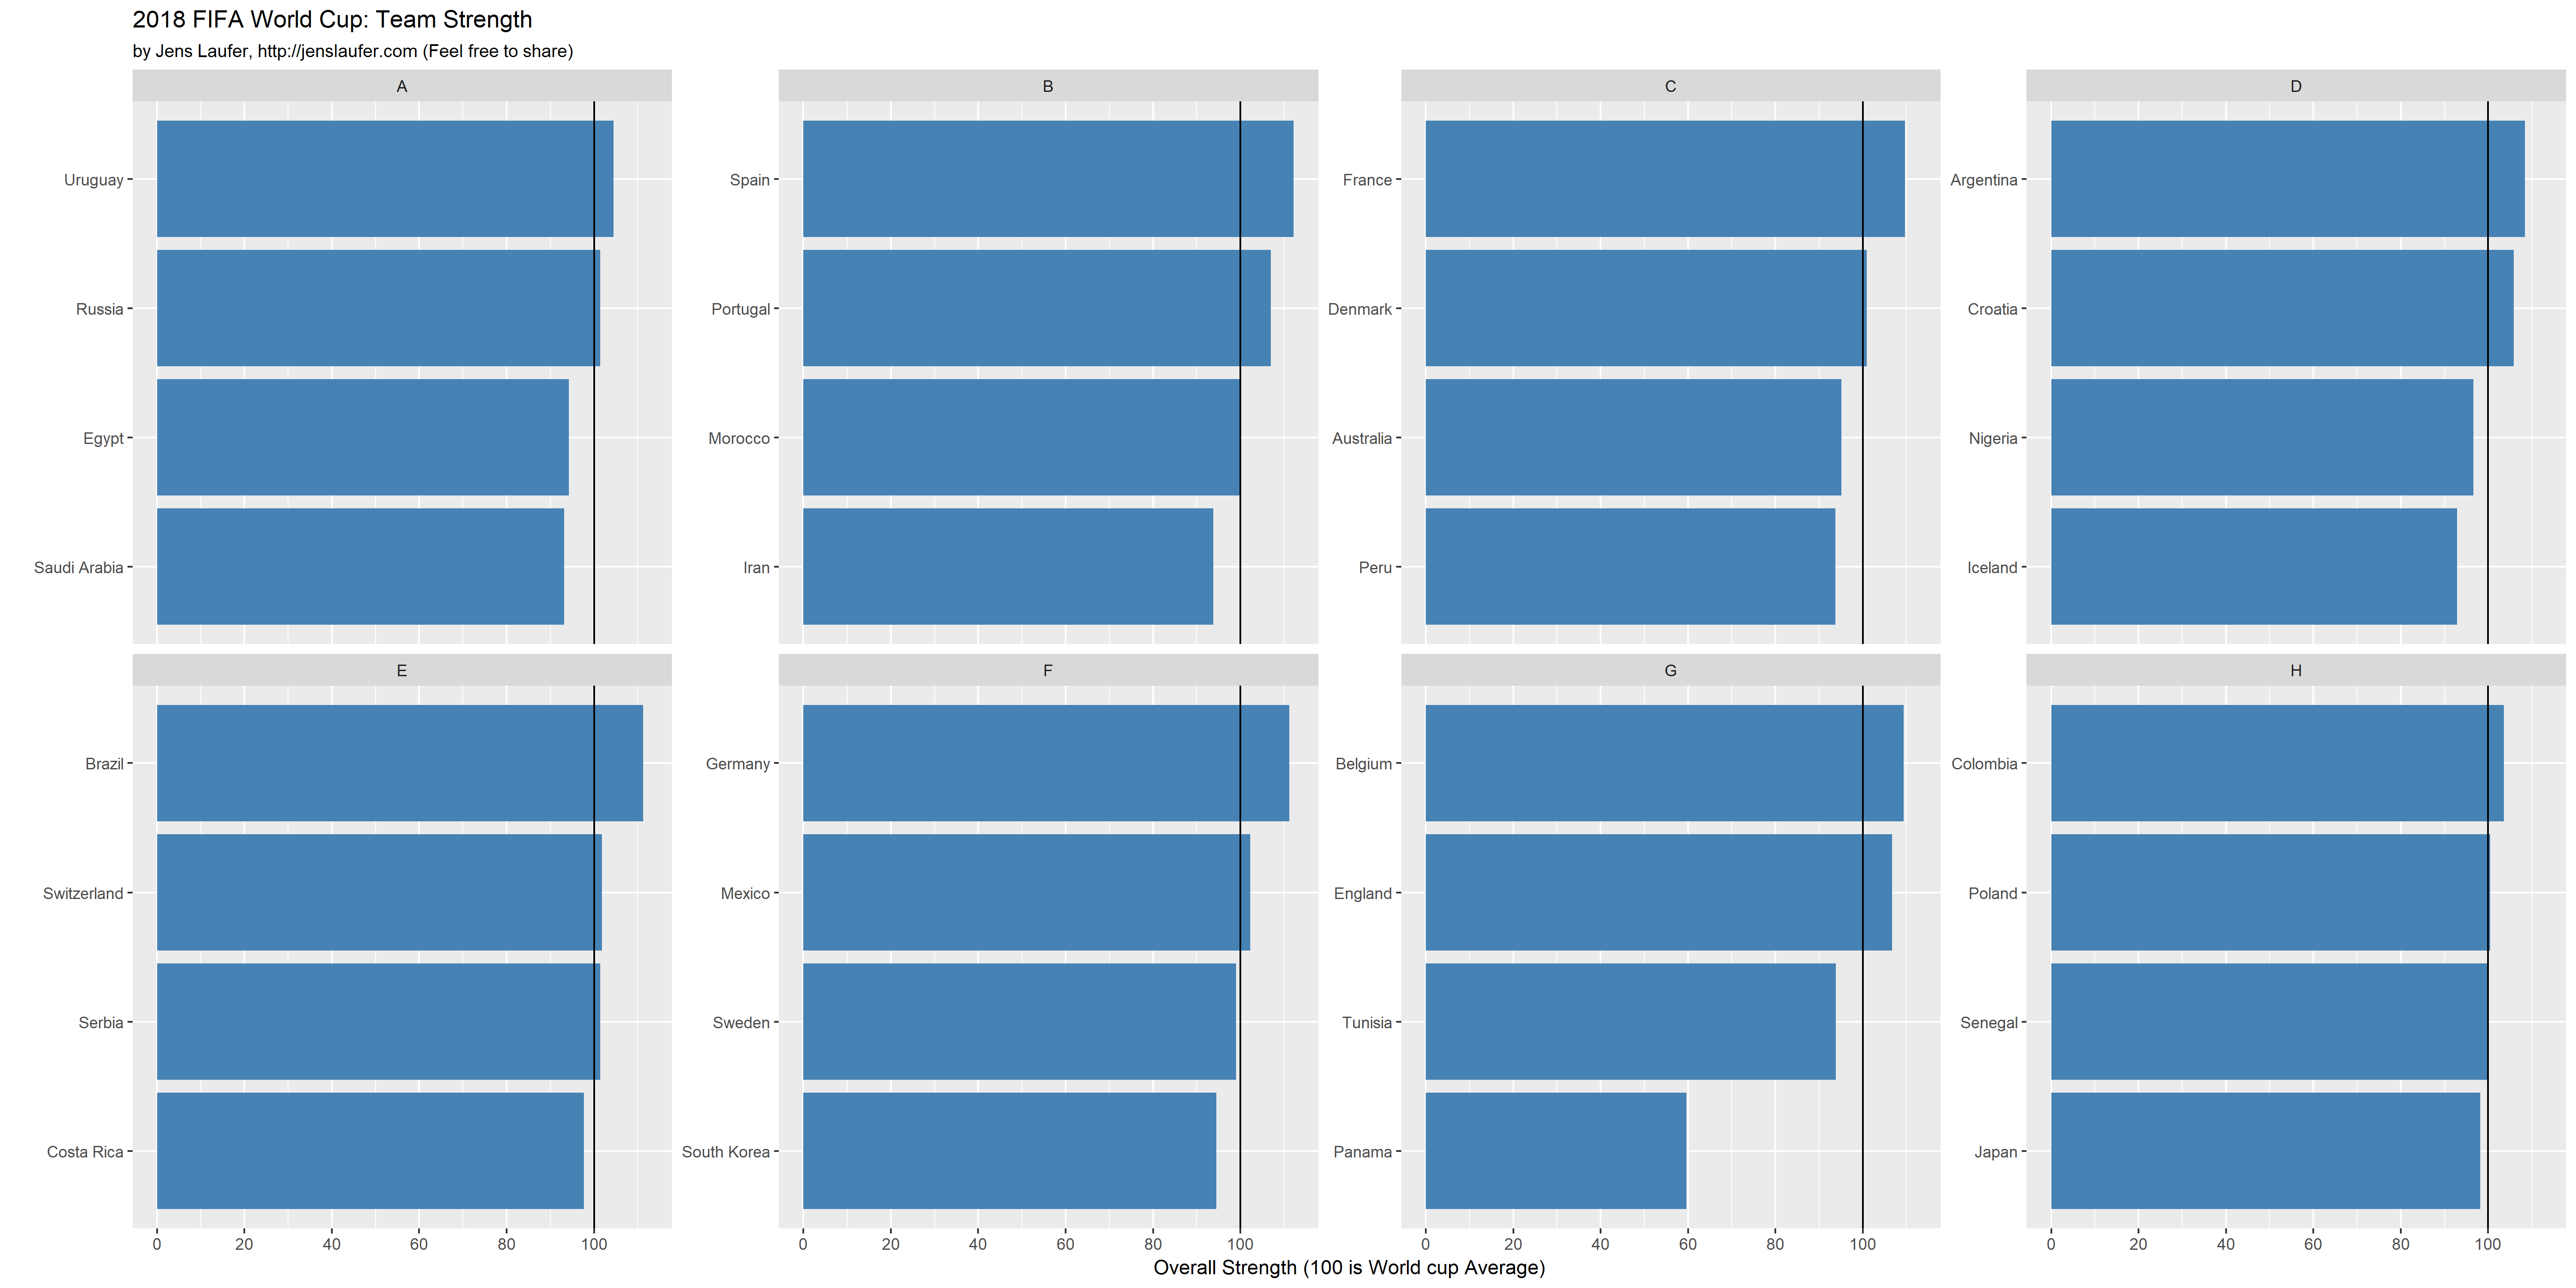 2018 FIFA World Cup: Team Strength
by Jens Laufer, http://jenslaufer.com (Feel free to share)
A
Uruguay
Russia
Egypt
Saudi Arabia
B
Spain
Portugal
Morocco
Iran
C
France
Denmark
Australia
Peru
D
Argentina
Croatia
Nigeria
Iceland
E
Brazil
Switzerland
Serbia
Costa Rica
0 20 40 60 80 100
F
Germany
Mexico
Sweden
South Korea
0 20 40 60 80 100
G
Belgium
England
Tunisia
Panama
0 20 40 60 80 100
H
Colombia
Poland
Senegal
Japan
0 20 40 60 80 100
Overall Strength (100 is World cup Average)